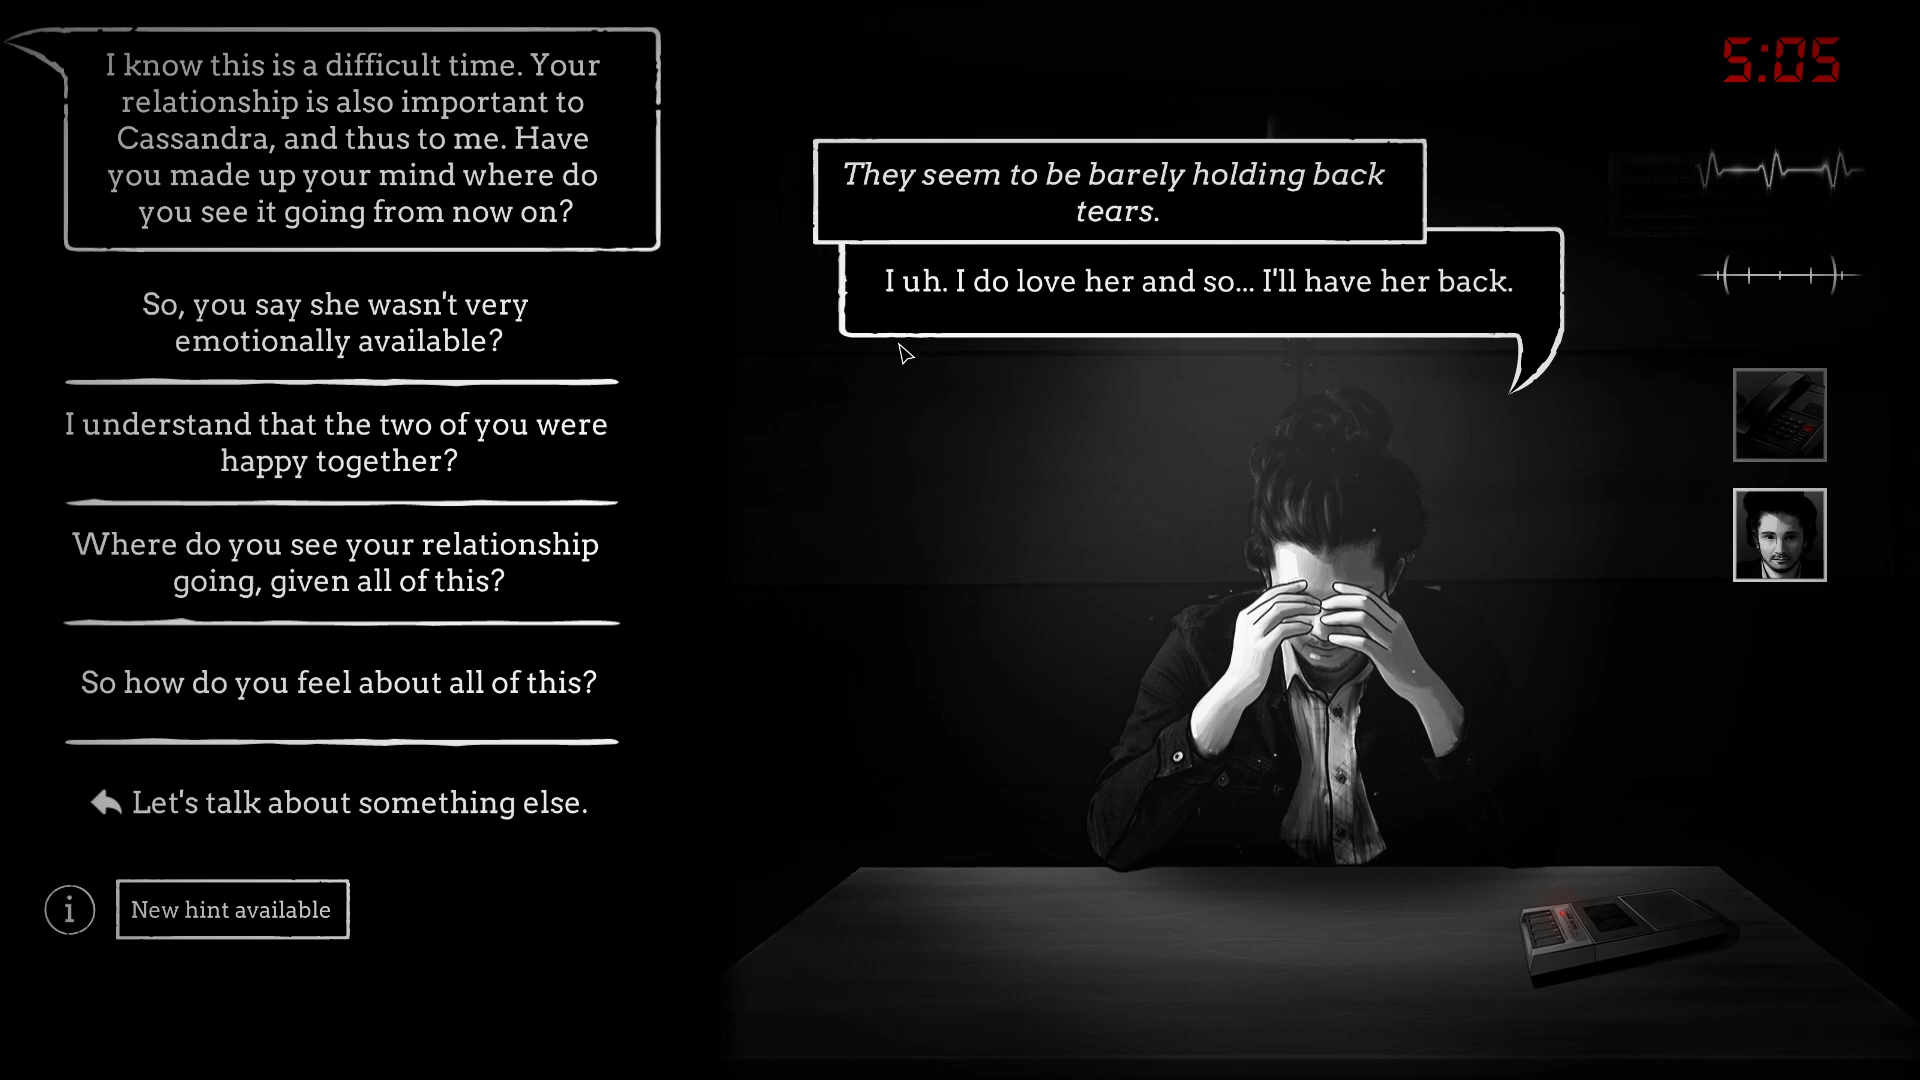 I know this is a difficult time. Your
relationship is also important to
Cassandra, and thus to me. Have
you made up your mind where do
you see it going from now on?
So, you say she wasn't very
emotionally available?
I understand that the two of you were
happy together?
Where do you see your relationship
going, given all of this?
So how do you feel about all of this?
Let's talk about something else.
i
New hint available
They seem to be barely holding back
tears.
I uh. I do love her and so... I'll have her back.
5:05